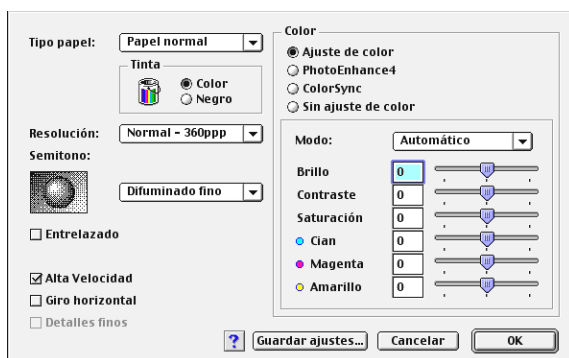 Tipo papel:
Papel normal
Tinta
Color
Negro
Resolución:
Normal - 360ppp
Semitono:
Difuminado fino
Entrelazado
Alta Velocidad
Giro horizontal
Detalles finos
Color
Ajuste de color
PhotoEnhance4
ColorSync
Sin ajuste de color
Modo:
Automático
Brillo 0
Contraste 0
Saturación 0
Cian 0
Magenta 0
Amarillo 0
? Guardar ajustes... Cancelar OK